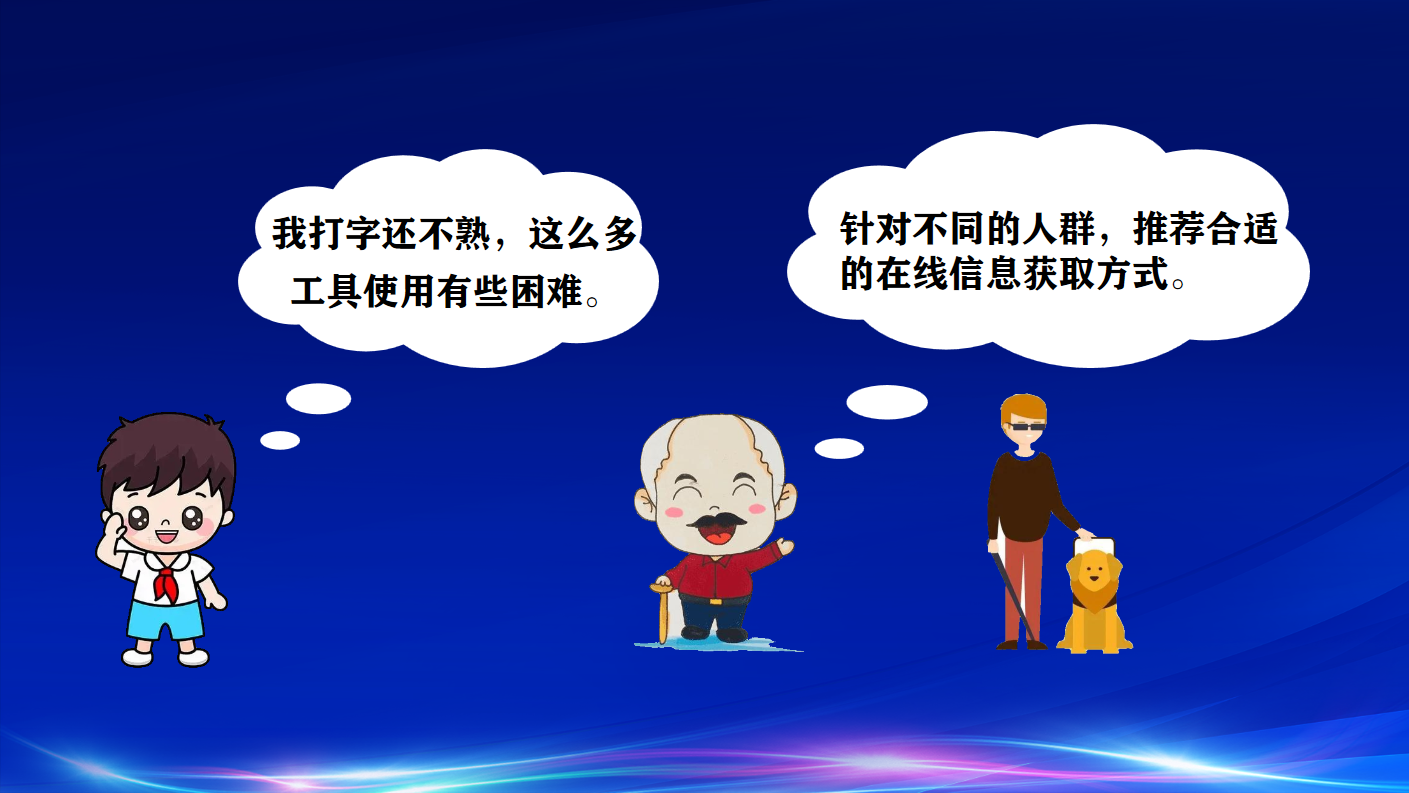 我打字还不熟，这么多
工具使用有些困难。
针对不同的人群，推荐合适
的在线信息获取方式。